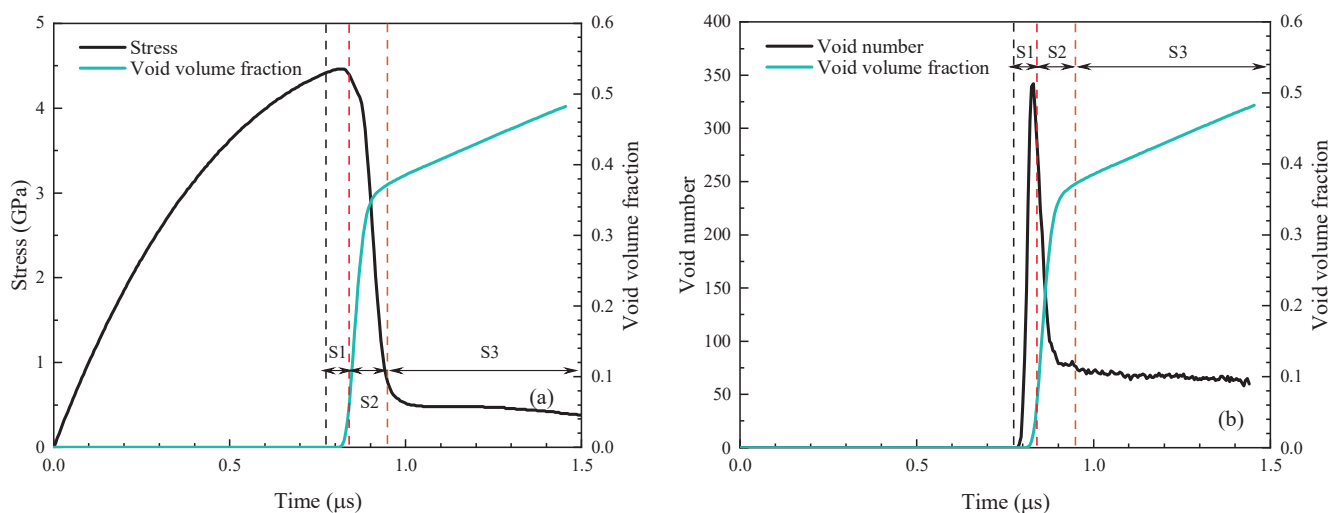 5
4
3
2
1
0
Stress (GPa)
Stress
Void volume fraction
S1
S2
S3
(a)
0.6
0.5
0.4
0.3
0.2
0.1
0.0
Void volume fraction
0.0 0.5 1.0 1.5
Time (μs)
400
350
300
250
200
150
100
50
0
Void number
Void number
Void volume fraction
S1 S2 S3
(b)
0.6
0.5
0.4
0.3
0.2
0.1
0.0
Void volume fraction
0.0 0.5 1.0 1.5
Time (μs)